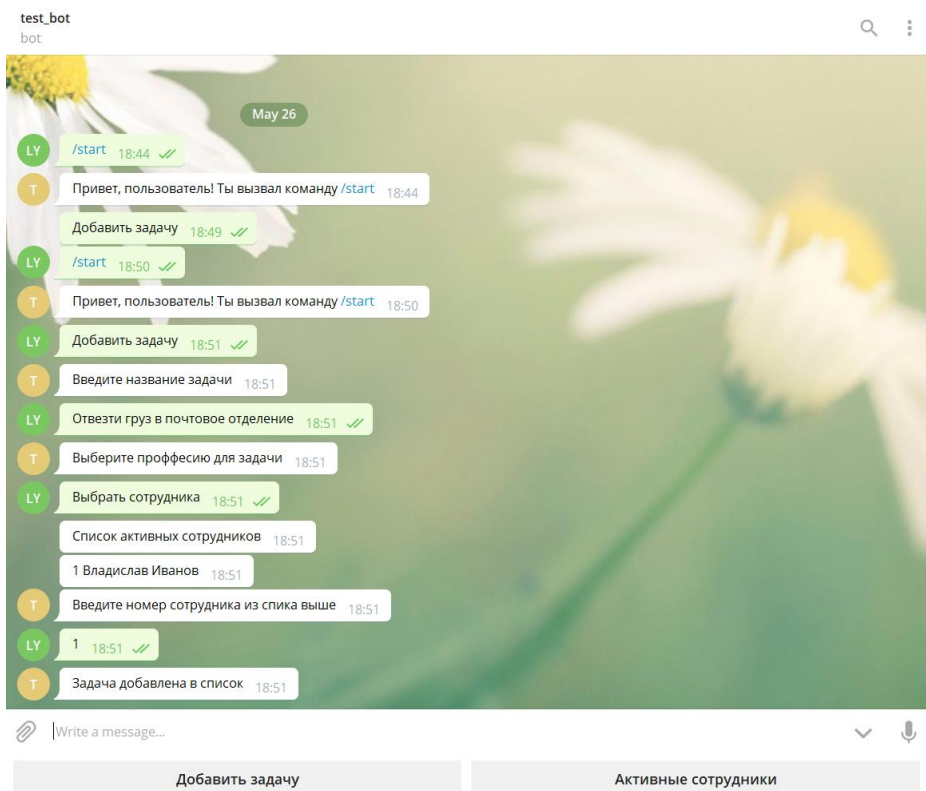 test_bot
bot
May 26
LY /start 18:44
T Привет, пользователь! Ты вызвал команду /start 18:44
Добавить задачу 18:49
LY /start 18:50
T Привет, пользователь! Ты вызвал команду /start 18:50
LY Добавить задачу 18:51
T Введите название задачи 18:51
LY Отвезти груз в почтовое отделение 18:51
T Выберите проффесию для задачи 18:51
LY Выбрать сотрудника 18:51
Список активных сотрудников 18:51
1 Владислав Иванов 18:51
T Введите номер сотрудника из спика выше 18:51
LY 1 18:51
T Задача добавлена в список 18:51
Write a message...
Добавить задачу Активные сотрудники